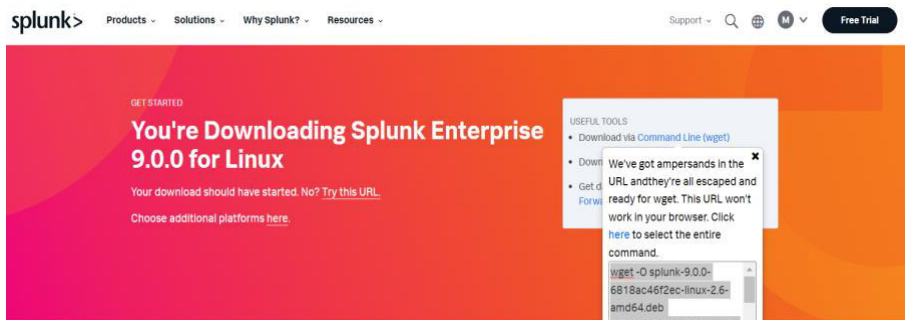 splunk> Products Solutions Why Splunk? Resources Support M Free Trial
GET STARTED
You're Downloading Splunk Enterprise
9.0.0 for Linux
Your download should have started. No? Try this URL.
Choose additional platforms here.
USEFUL TOOLS
Download via Command Line (wget)
Down
Get d
Forwa
We've got ampersands in the
URL andthey're all escaped and
ready for wget. This URL won't
work in your browser. Click
here to select the entire
command.
wget -O splunk-9.0.0-
6818ac46f2ec-linux-2.6-
amd64.deb